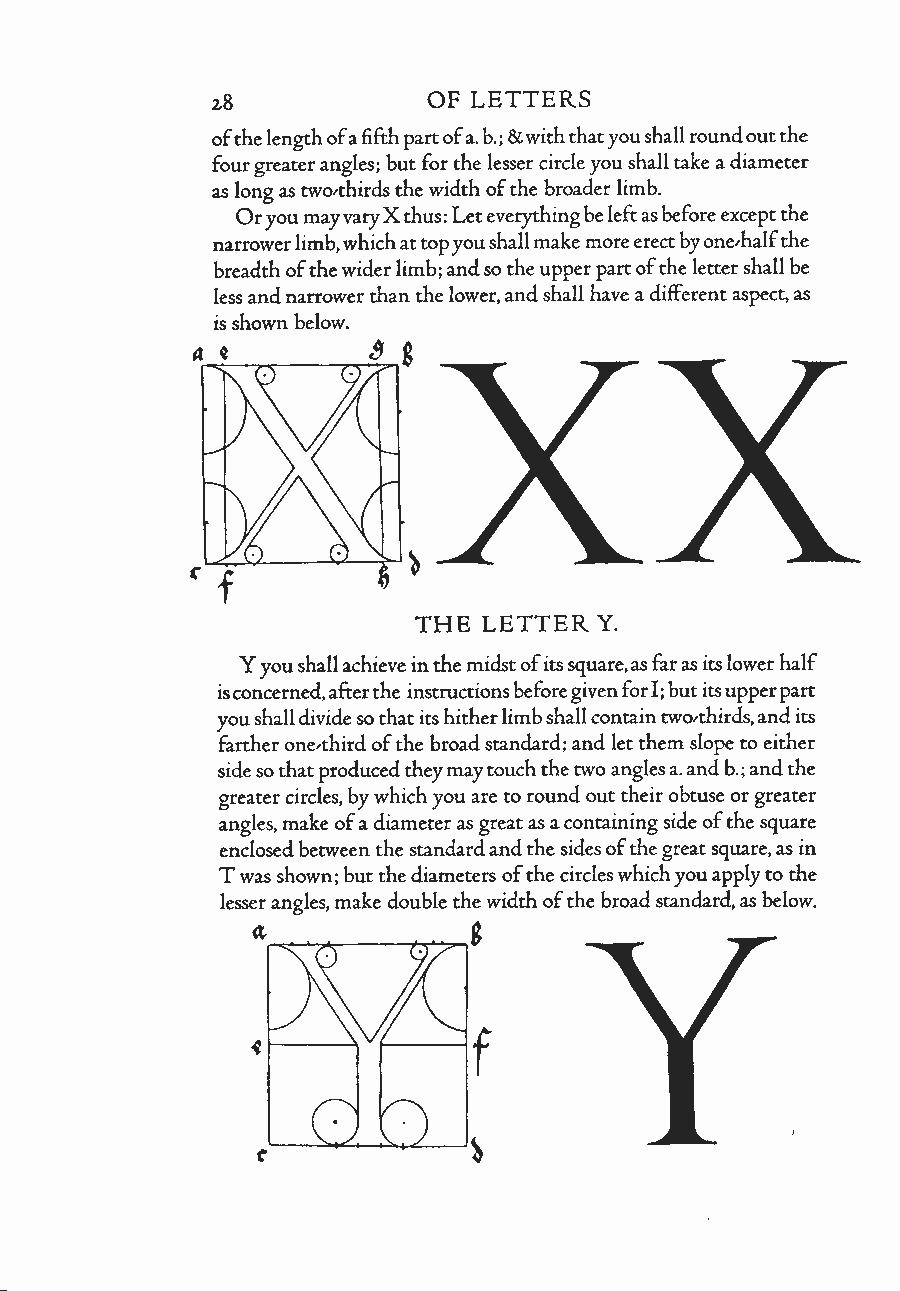 28 OF LETTERS
of the length of a fifth part of a. b.; & with that you shall round out the
four greater angles; but for the lesser circle you shall take a diameter
as long as two-thirds the width of the broader limb.
Or you may vary X thus: Let everything be left as before except the
narrower limb, which at top you shall make more erect by one-half the
breadth of the wider limb; and so the upper part of the letter shall be
less and narrower than the lower, and shall have a different aspect, as
is shown below.
a e g b
X X
c f h d
THE LETTER Y.
Y you shall achieve in the midst of its square, as far as its lower half
is concerned, after the instructions before given for I; but its upper part
you shall divide so that its hither limb shall contain two-thirds, and its
farther one-third of the broad standard; and let them slope to either
side so that produced they may touch the two angles a. and b.; and the
greater circles, by which you are to round out their obtuse or greater
angles, make of a diameter as great as a containing side of the square
enclosed between the standard and the sides of the great square, as in
T was shown; but the diameters of the circles which you apply to the
lesser angles, make double the width of the broad standard, as below.
a b
Y
e f
c d